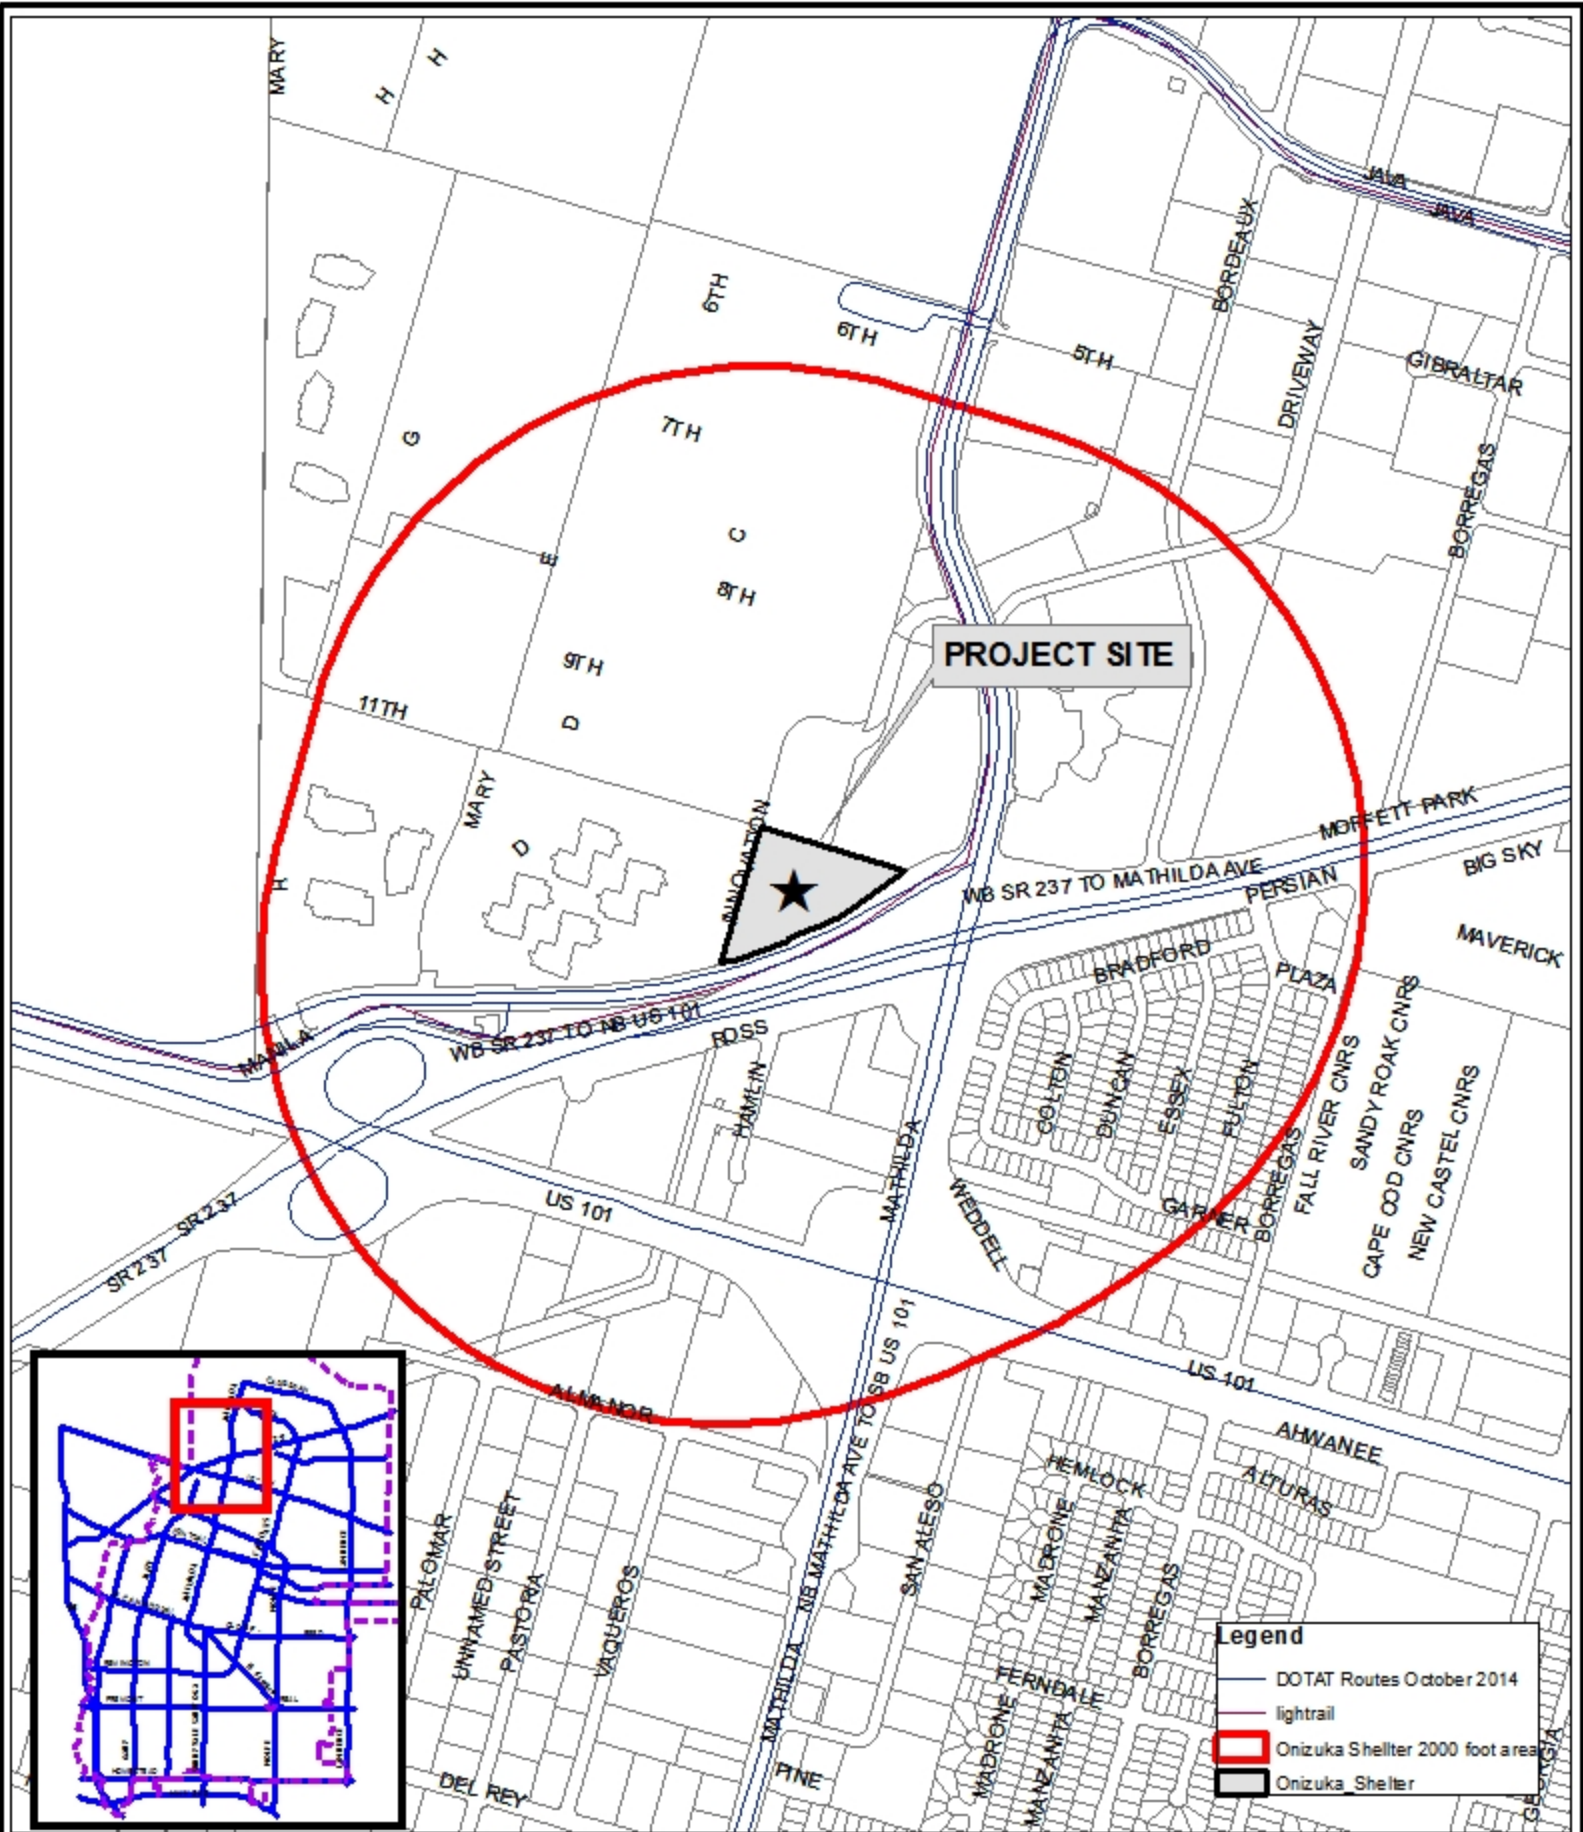 MARY
H
H
JAVA
JAVA
BORDEAUX
6TH
6TH
5TH
DRIVEWAY
GIBRALTAR
7TH
G
BORREGAS
C
E
8TH
PROJECT SITE
9TH
11TH
D
MARY
D
INNOVATION
MOFFETT PARK
BIG SKY
H
WB SR 237 TO MATHILDA AVE
PERSIAN
MAVERICK
BRADFORD
PLAZA
WB SR 237 TO NB US 101
ROSS
MANILA
HAMLIN
COLTON
DUNCAN
ESSEX
FULTON
FALL RIVER CNRS
SANDY ROAK CNRS
CAPE OOD CNRS
NEW CASTEL CNRS
MATHILDA
BORREGAS
GARNER
WEDDELL
US 101
SR 237
SR 237
US 101
ALMANOR
NB MATHILDA AVE TO SB US 101
AHWANEE
ALTURAS
HEMLOCK
MADRONE
MANZANITA
BORREGAS
SAN ALESO
PALOMAR
UNNAMED STREET
PASTORIA
VAQUEROS
MATHILDA
FERNDALE
MADRONE
MANZANITA
PINE
DEL REY
Legend
DOTAT Routes October 2014
lightrail
Onizuka Shellter 2000 foot area
Onizuka_Shelter